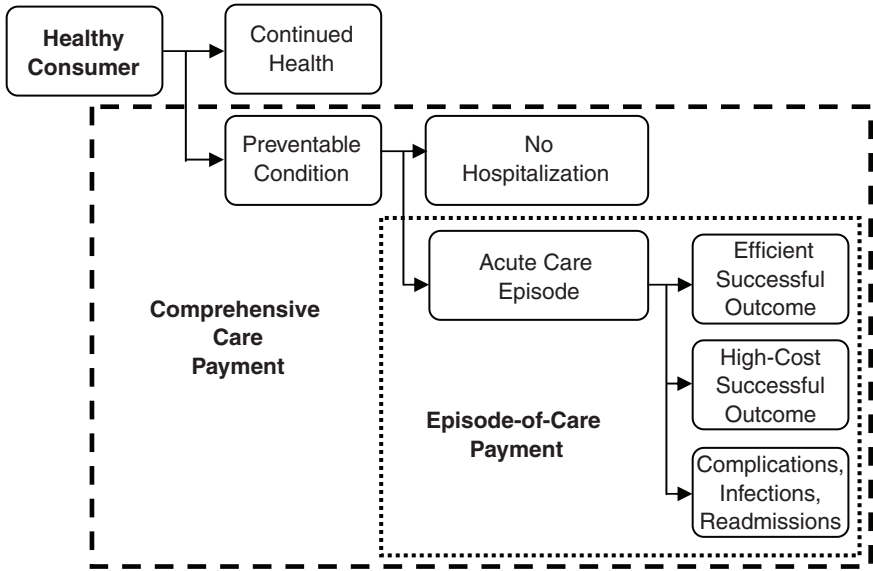 Healthy
Consumer
Continued
Health
Preventable
Condition
No
Hospitalization
Acute Care
Episode
Efficient
Successful
Outcome
Comprehensive
Care
Payment
High-Cost
Successful
Outcome
Episode-of-Care
Payment
Complications,
Infections,
Readmissions